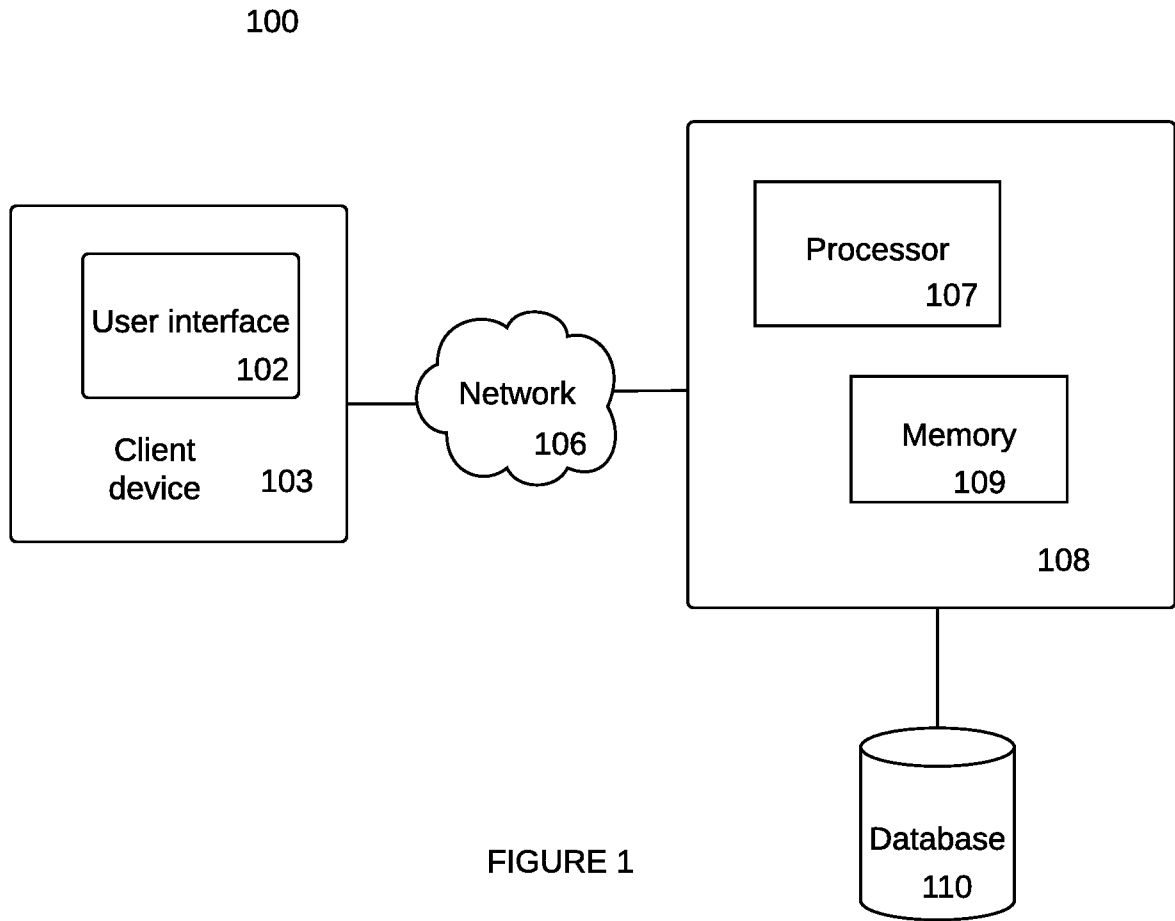 100
User interface
102
Client
device
103
Network
106
Processor
107
Memory
109
108
Database
110
FIGURE 1